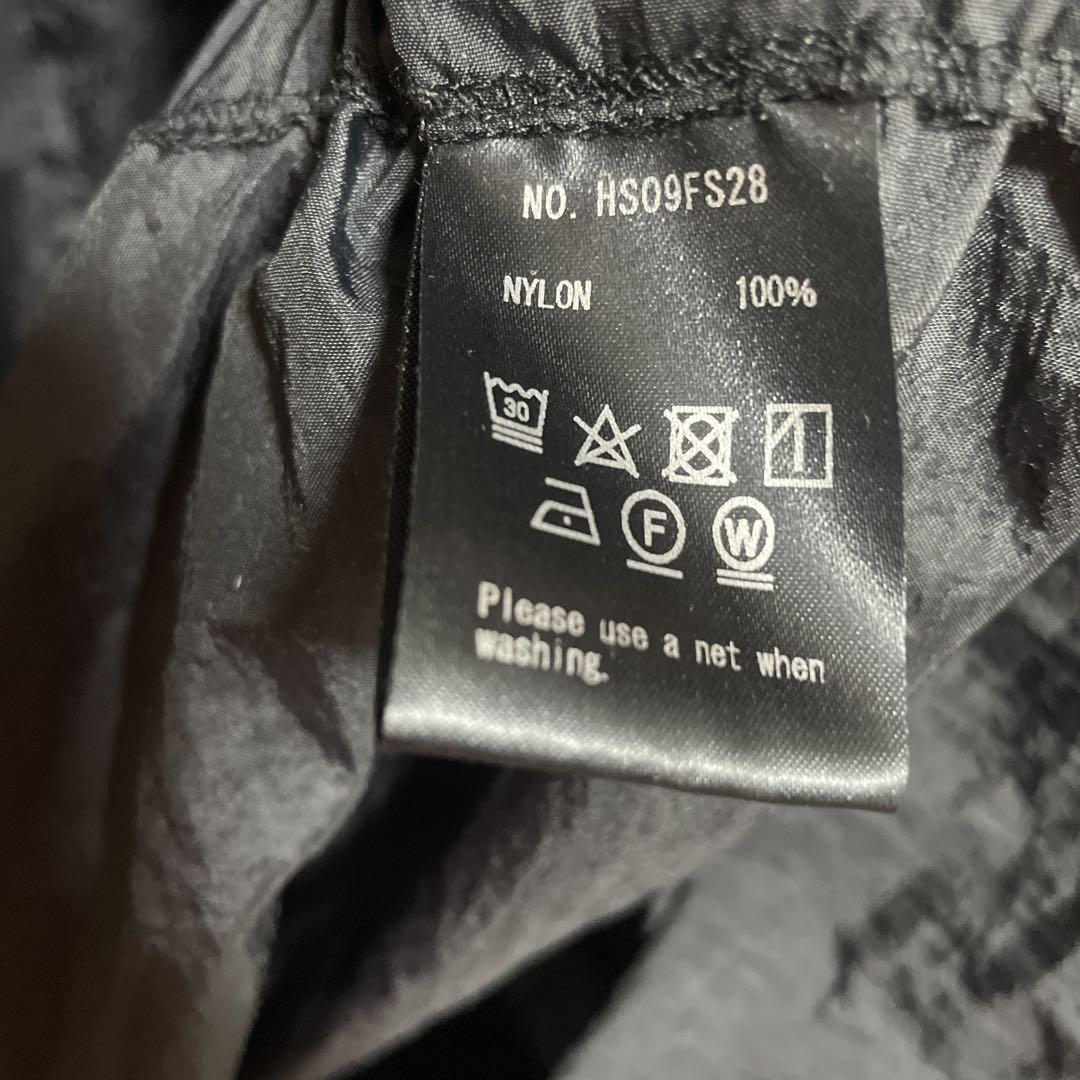 NO. HS09FS28
NYLON 100%
30
F W
Please use a net when
washing.